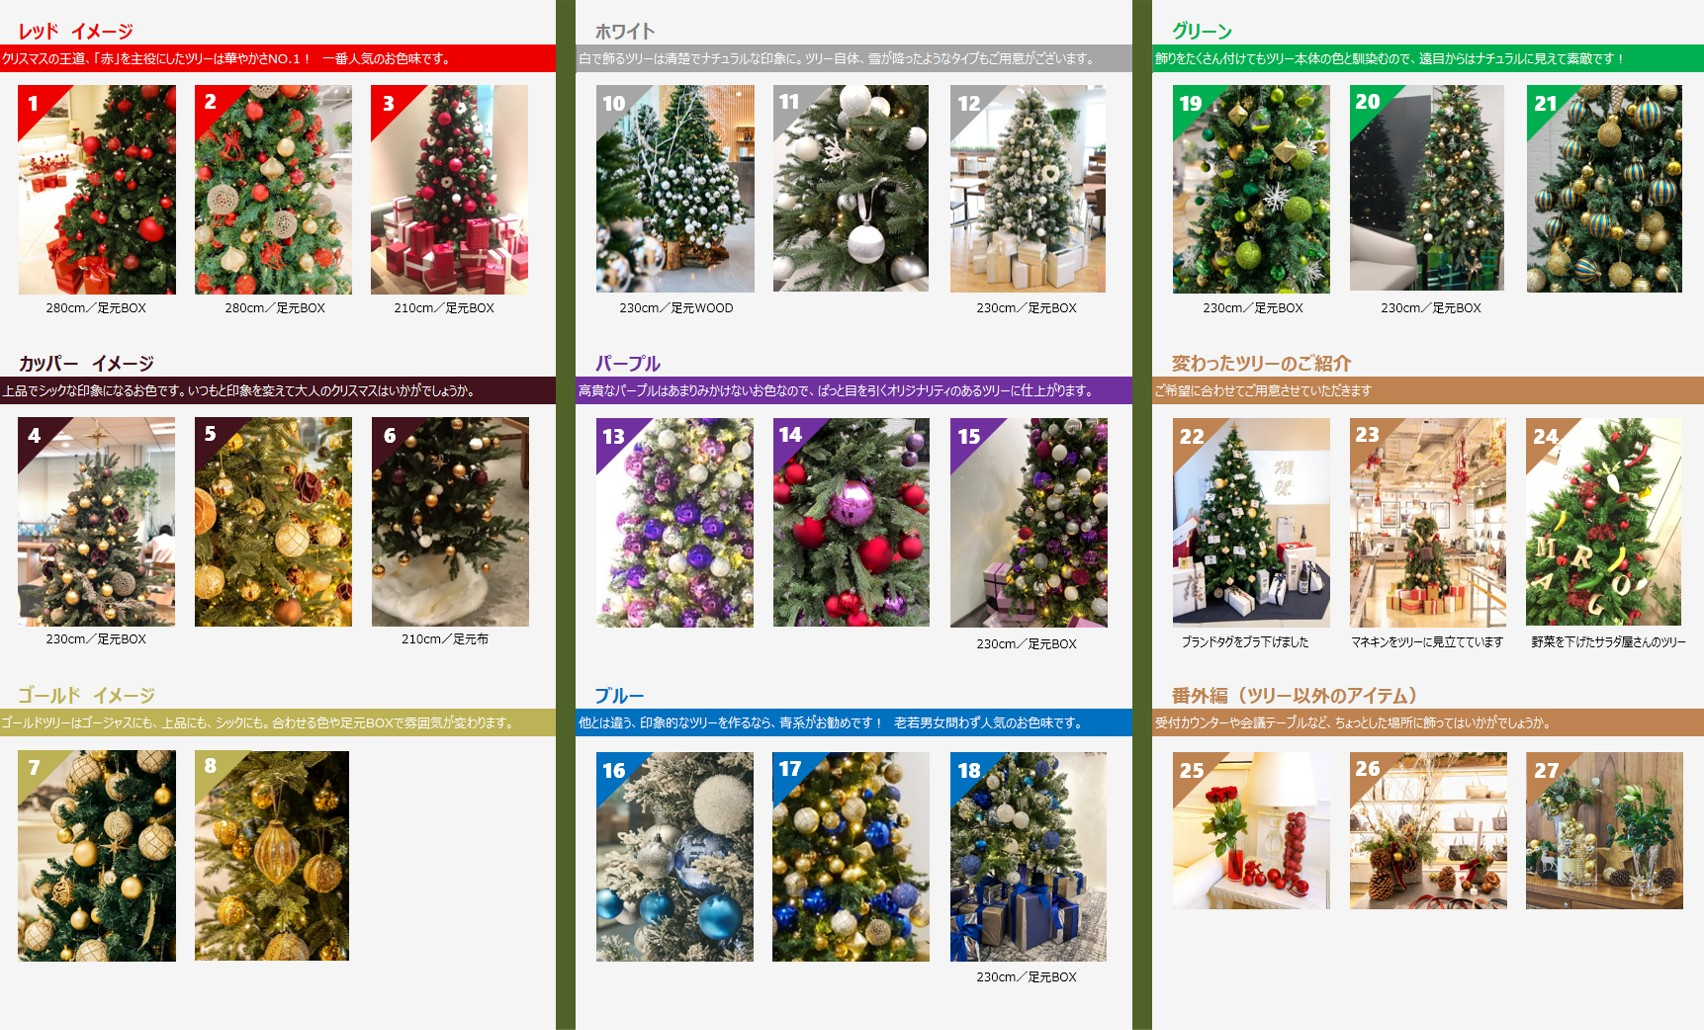 レッド　イメージ
クリスマスの王道、「赤」を主役にしたツリーは華やかさNO.1！　一番人気のお色味です。
1
2
3
280cm／足元BOX
280cm／足元BOX
210cm／足元BOX
カッパー　イメージ
上品でシックな印象になるお色です。いつもと印象を変えて大人のクリスマスはいかがでしょうか。
4
5
6
230cm／足元BOX
210cm／足元布
ゴールド　イメージ
ゴールドツリーはゴージャスにも、上品にも、シックにも。合わせる色や足元BOXで雰囲気が変わります。
7
8
ホワイト
白で飾るツリーは清楚でナチュラルな印象に。ツリー自体、雪が降ったようなタイプもご用意がございます。
10
11
12
230cm／足元WOOD
230cm／足元BOX
パープル
高貴なパープルはあまりみかけないお色なので、ぱっと目を引くオリジナリティのあるツリーに仕上がります。
13
14
15
230cm／足元BOX
ブルー
他とは違う、印象的なツリーを作るなら、青系がお勧めです！　老若男女問わず人気のお色味です。
16
17
18
230cm／足元BOX
グリーン
飾りをたくさん付けてもツリー本体の色と馴染むので、遠目からはナチュラルに見えて素敵です！
19
20
21
230cm／足元BOX
230cm／足元BOX
変わったツリーのご紹介
ご希望に合わせてご用意させていただきます
22
23
24
M R O
A G
ブランドタグをブラ下げました
マネキンをツリーに見立てています
野菜を下げたサラダ屋さんのツリー
番外編（ツリー以外のアイテム）
受付カウンターや会議テーブルなど、ちょっとした場所に飾ってはいかがでしょうか。
25
26
27